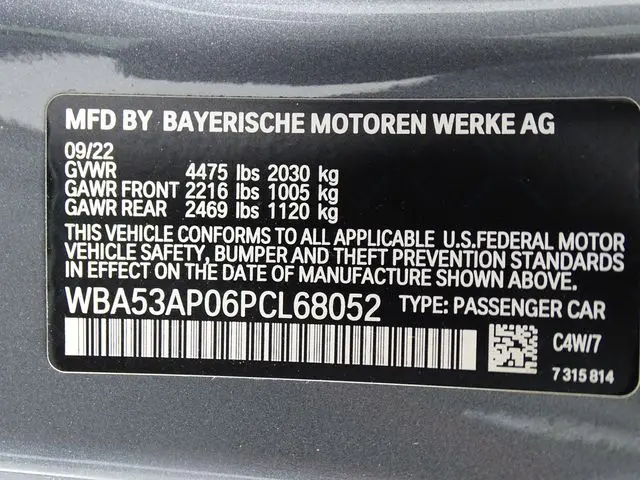 MFD BY BAYERISCHE MOTOREN WERKE AG
09/22
GVWR 4475 lbs 2030 kg
GAWR FRONT 2216 lbs 1005 kg
GAWR REAR 2469 lbs 1120 kg
THIS VEHICLE CONFORMS TO ALL APPLICABLE U.S.FEDERAL MOTOR
VEHICLE SAFETY, BUMPER AND THEFT PREVENTION STANDARDS
IN EFFECT ON THE DATE OF MANUFACTURE SHOWN ABOVE.
WBA53AP06PCL68052 TYPE: PASSENGER CAR
C4W/7
7 315 814